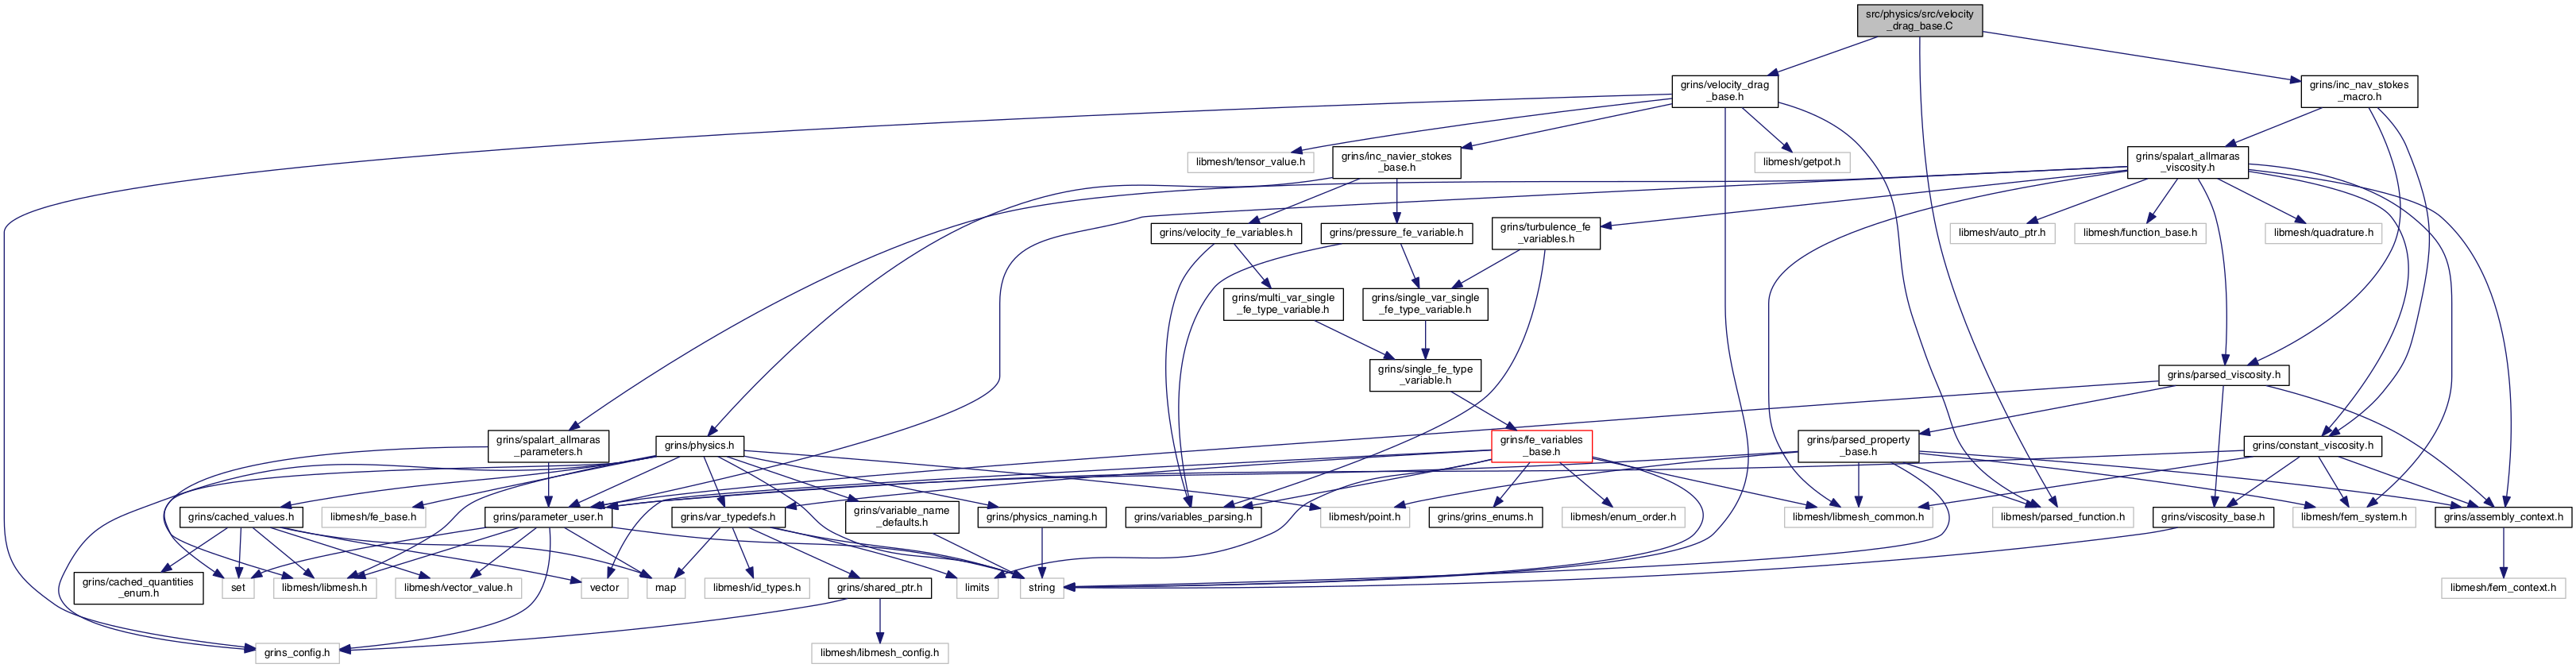 src/physics/src/velocity
_drag_base.C
grins/velocity_drag
_base.h
grins/inc_nav_stokes
_macro.h
libmesh/tensor_value.h
grins/inc_navier_stokes
_base.h
libmesh/getpot.h
grins/spalart_allmaras
_viscosity.h
grins/velocity_fe_variables.h
grins/pressure_fe_variable.h
grins/turbulence_fe
_variables.h
libmesh/auto_ptr.h
libmesh/function_base.h
libmesh/quadrature.h
grins/multi_var_single
_fe_type_variable.h
grins/single_var_single
_fe_type_variable.h
grins/single_fe_type
_variable.h
grins/parsed_viscosity.h
grins/spalart_allmaras
_parameters.h
grins/physics.h
grins/fe_variables
_base.h
grins/parsed_property
_base.h
grins/constant_viscosity.h
grins/cached_values.h
libmesh/fe_base.h
grins/parameter_user.h
grins/var_typedefs.h
grins/variable_name
_defaults.h
grins/physics_naming.h
grins/variables_parsing.h
libmesh/point.h
grins/grins_enums.h
libmesh/enum_order.h
libmesh/libmesh_common.h
libmesh/parsed_function.h
grins/viscosity_base.h
libmesh/fem_system.h
grins/assembly_context.h
grins/cached_quantities
_enum.h
set
libmesh/libmesh.h
libmesh/vector_value.h
vector
map
libmesh/id_types.h
grins/shared_ptr.h
limits
string
libmesh/fem_context.h
grins_config.h
libmesh/libmesh_config.h